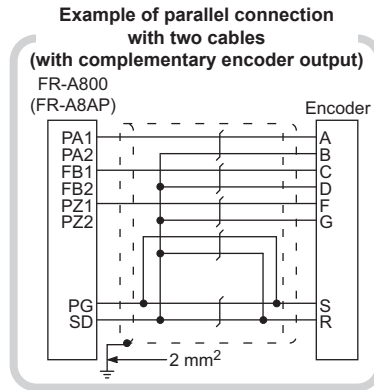 Example of parallel connection
with two cables
(with complementary encoder output)
FR-A800
(FR-A8AP)
Encoder
PA1
PA2
FB1
FB2
PZ1
PZ2
PG
SD
A
B
C
D
F
G
S
R
2 mm²